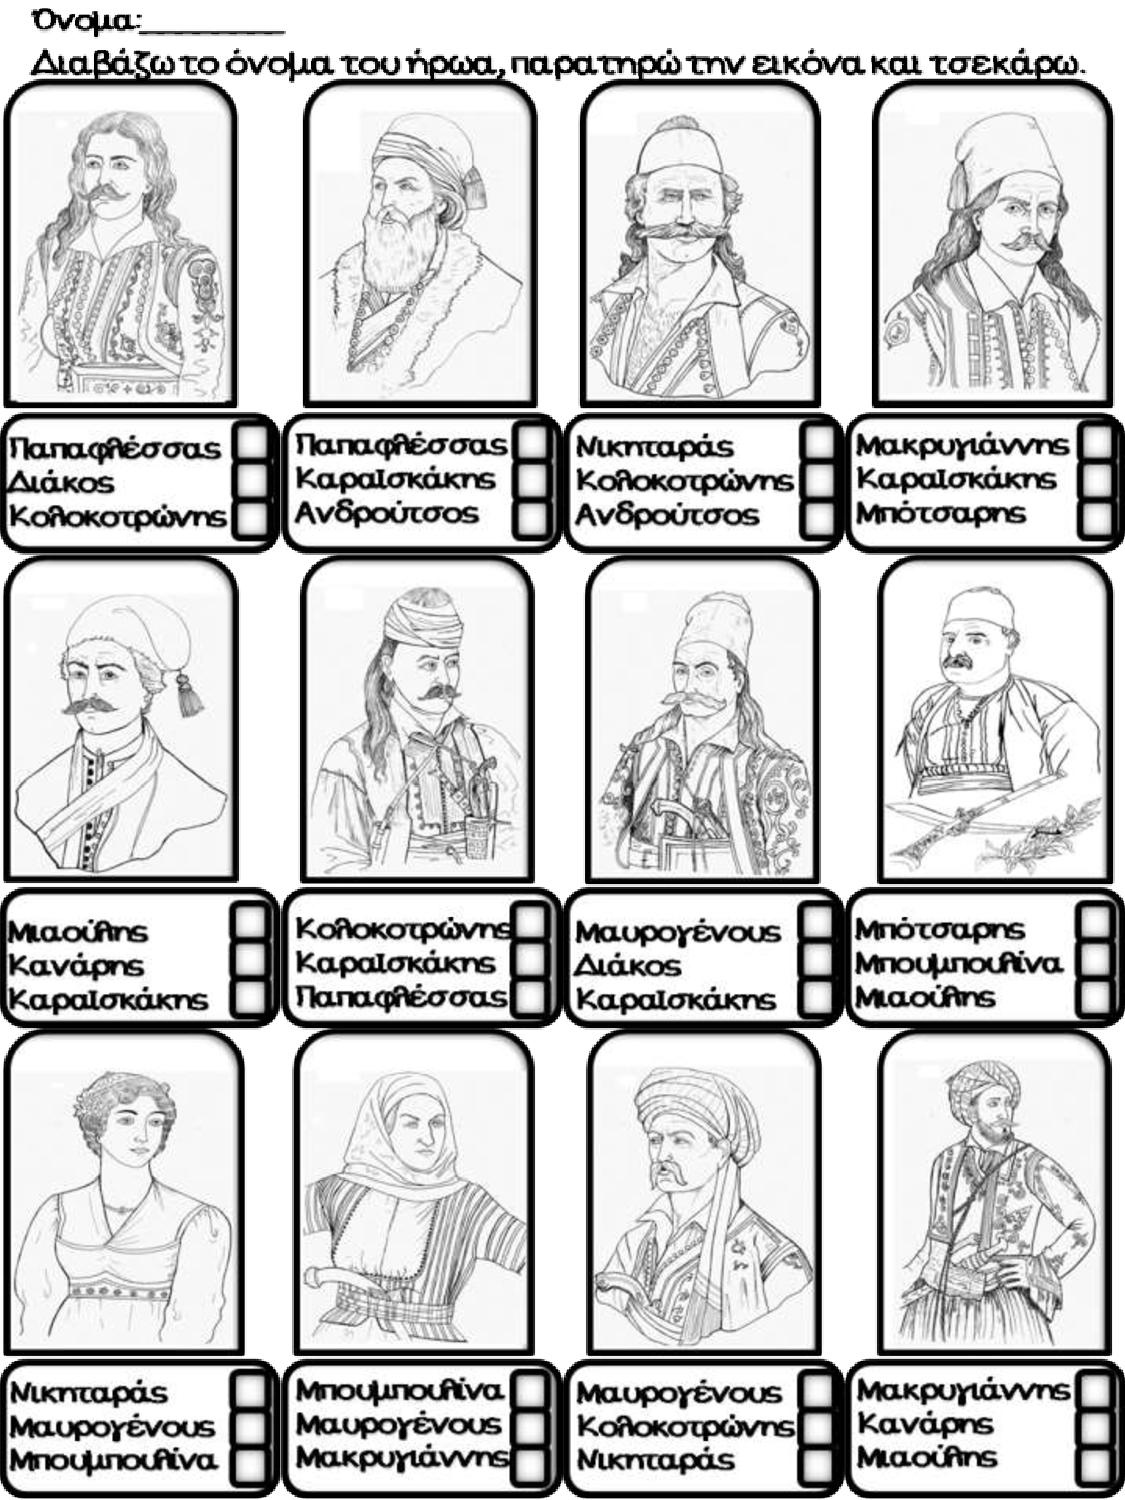 Όνομα:_________
Διαβάζω το όνομα του ήρωα, παρατηρώ την εικόνα και τσεκάρω.
Παπαφλέσσας
Διάκος
Κολοκοτρώνης
Παπαφλέσσας
Καραϊσκάκης
Ανδρούτσος
Νικηταράς
Κολοκοτρώνης
Ανδρούτσος
Μακρυγιάννης
Καραϊσκάκης
Μπότσαρης
Μιαούλης
Κανάρης
Καραϊσκάκης
Κολοκοτρώνης
Καραϊσκάκης
Παπαφλέσσας
Μαυρογένους
Διάκος
Καραϊσκάκης
Μπότσαρης
Μπουμπουλίνα
Μιαούλης
Νικηταράς
Μαυρογένους
Μπουμπουλίνα
Μπουμπουλίνα
Μαυρογένους
Μακρυγιάννης
Μαυρογένους
Κολοκοτρώνης
Νικηταράς
Μακρυγιάννης
Κανάρης
Μιαούλης